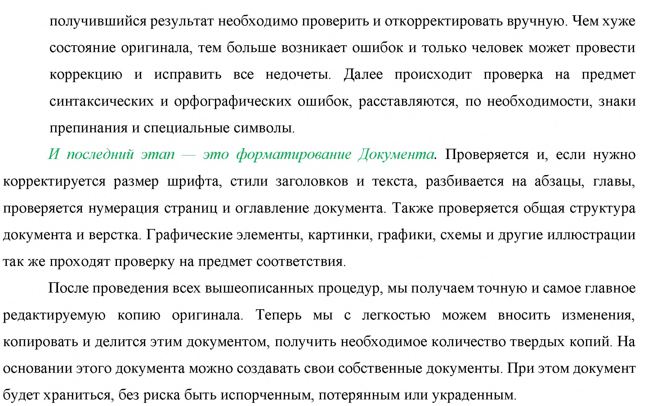 получившийся результат необходимо проверить и откорректировать вручную. Чем хуже
состояние оригинала, тем больше возникает ошибок и только человек может провести
коррекцию и исправить все недочеты. Далее происходит проверка на предмет
синтаксических и орфографических ошибок, расставляются, по необходимости, знаки
препинания и специальные символы.
И последний этап — это форматирование Документа. Проверяется и, если нужно
корректируется размер шрифта, стили заголовков и текста, разбивается на абзацы, главы,
проверяется нумерация страниц и оглавление документа. Также проверяется общая структура
документа и верстка. Графические элементы, картинки, графики, схемы и другие иллюстрации
так же проходят проверку на предмет соответствия.
После проведения всех вышеописанных процедур, мы получаем точную и самое главное
редактируемую копию оригинала. Теперь мы с легкостью можем вносить изменения,
копировать и делится этим документом, получить необходимое количество твердых копий. На
основании этого документа можно создавать свои собственные документы. При этом документ
будет храниться, без риска быть испорченным, потерянным или украденным.